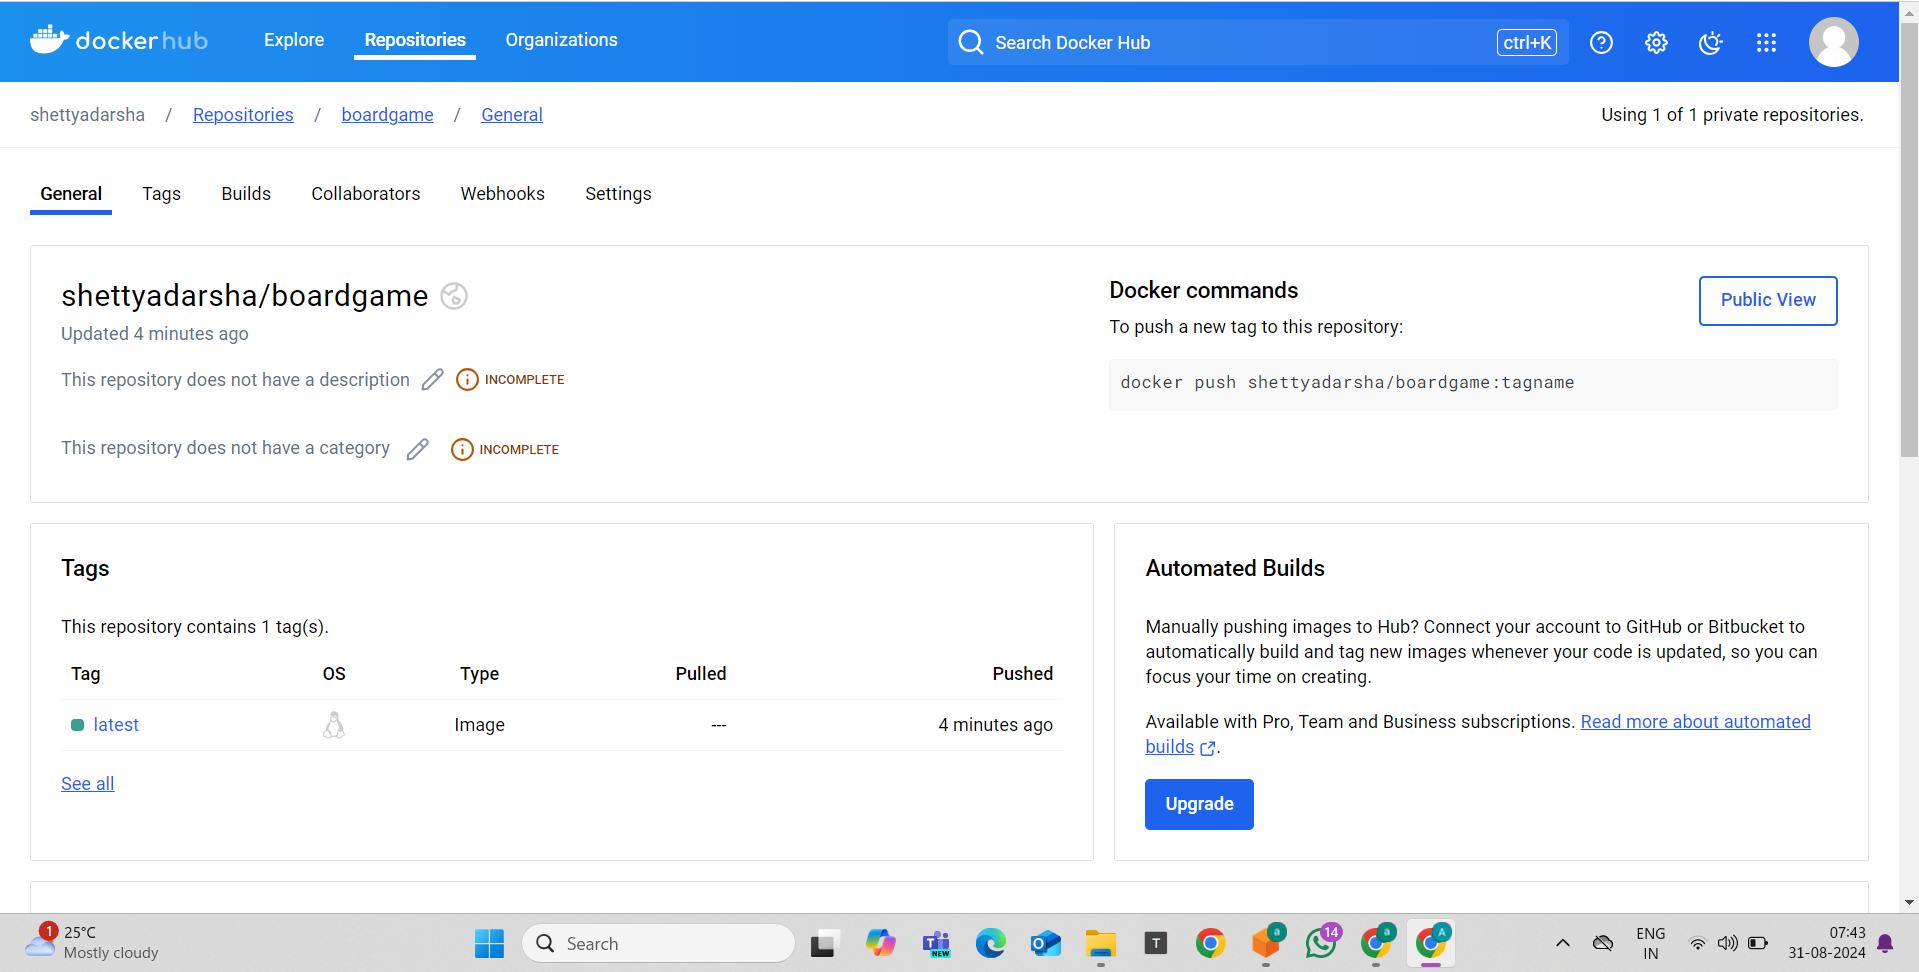 docker hub
Explore
Repositories
Organizations
Search Docker Hub
ctrl+K
shettyadarsha / Repositories / boardgame / General
Using 1 of 1 private repositories.
General
Tags
Builds
Collaborators
Webhooks
Settings
shettyadarsha/boardgame
Updated 4 minutes ago
This repository does not have a description
INCOMPLETE
This repository does not have a category
INCOMPLETE
Docker commands
To push a new tag to this repository:
Public View
docker push shettyadarsha/boardgame:tagname
Tags
This repository contains 1 tag(s).
Tag OS Type Pulled Pushed
latest Image --- 4 minutes ago
See all
Automated Builds
Manually pushing images to Hub? Connect your account to GitHub or Bitbucket to
automatically build and tag new images whenever your code is updated, so you can
focus your time on creating.
Available with Pro, Team and Business subscriptions. Read more about automated
builds .
Upgrade
1
25°C
Mostly cloudy
Search
T
NEW
O
T
a
14
a
A
ENG
IN
07:43
31-08-2024